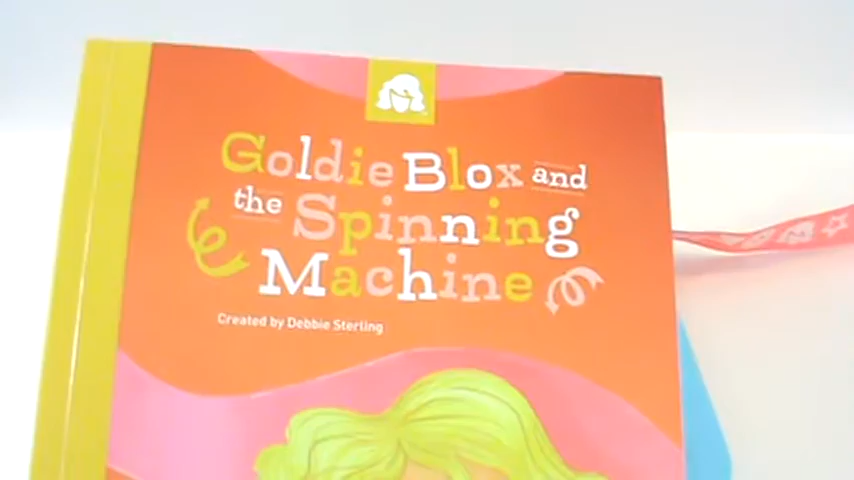 Goldie Blox and
the Spinning
Machine
Created by Debbie Sterling